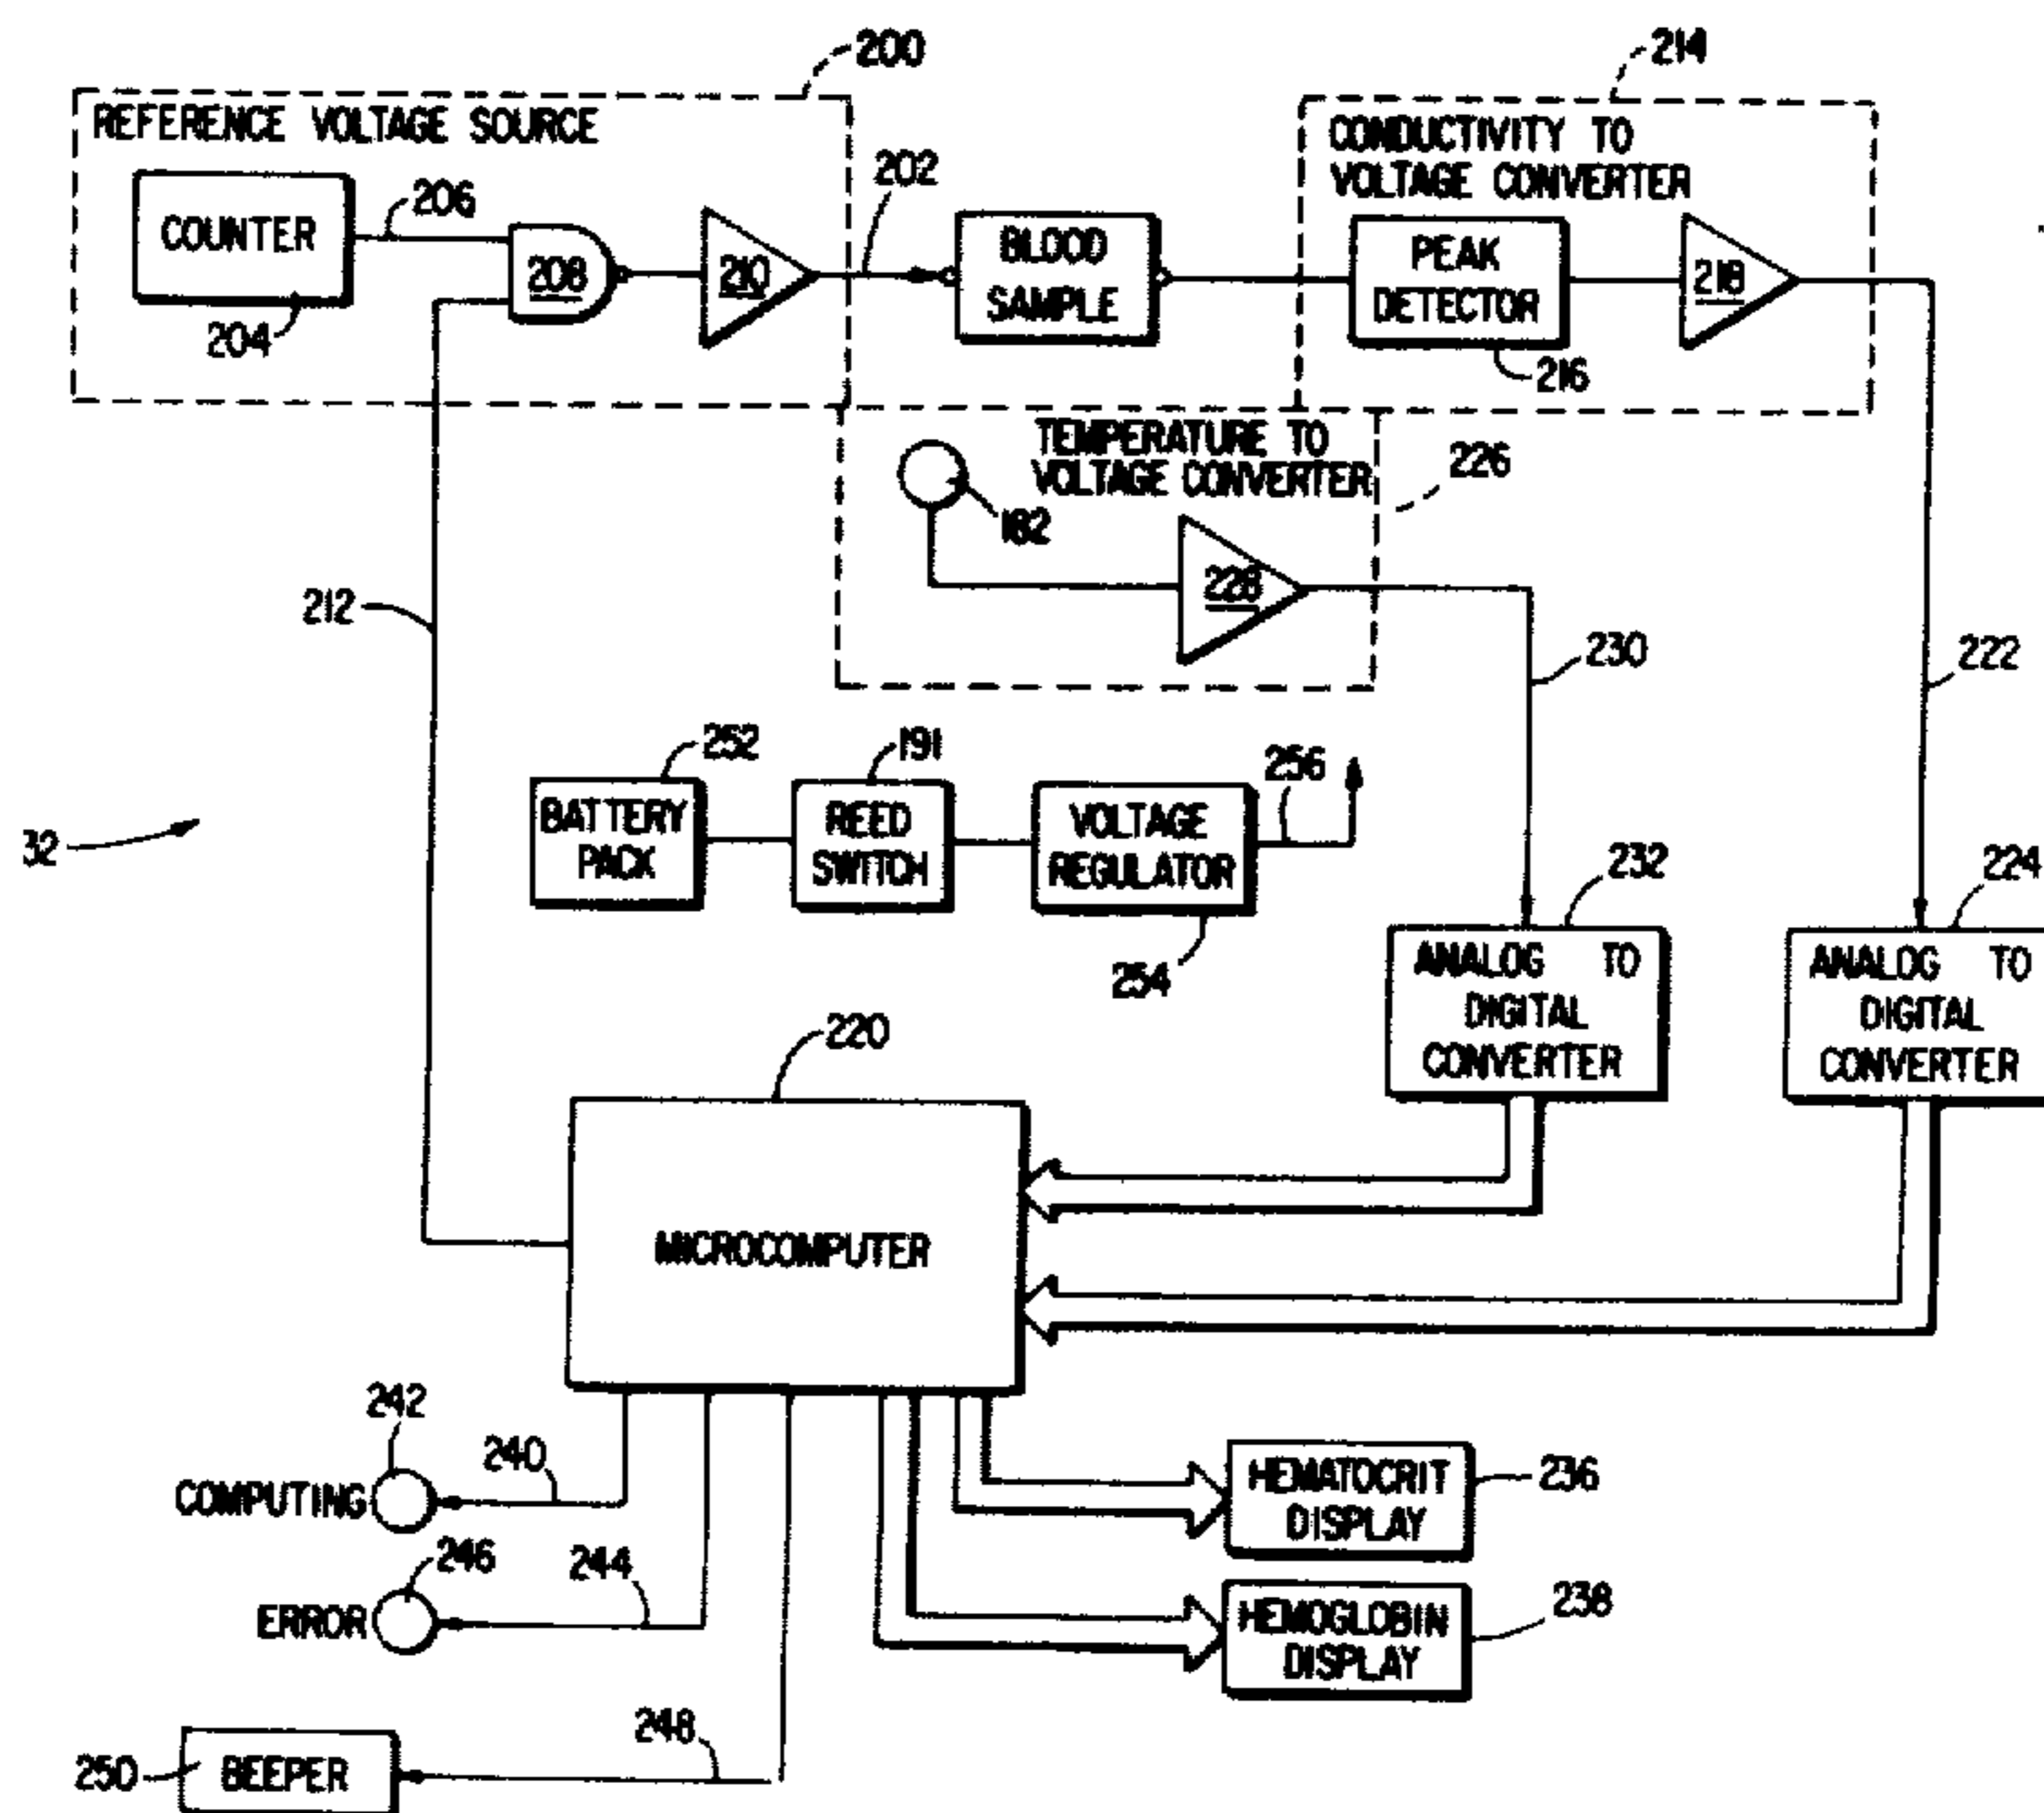 200
214
REFERENCE VOLTAGE SOURCE
CONDUCTIVITY TO
VOLTAGE CONVERTER
202
206
COUNTER
208
210
BLOOD
SAMPLE
PEAK
DETECTOR
218
204
216
TEMPERATURE TO
VOLTAGE CONVERTER
226
182
228
212
230
222
252
191
256
BATTERY
PACK
REED
SWITCH
VOLTAGE
REGULATOR
32
232
224
254
ANALOG TO
DIGITAL
CONVERTER
ANALOG TO
DIGITAL
CONVERTER
220
MICROCOMPUTER
242
240
COMPUTING
HEMATOCRIT
DISPLAY
236
246
244
ERROR
HEMOGLOBIN
DISPLAY
238
248
250
BEEPER